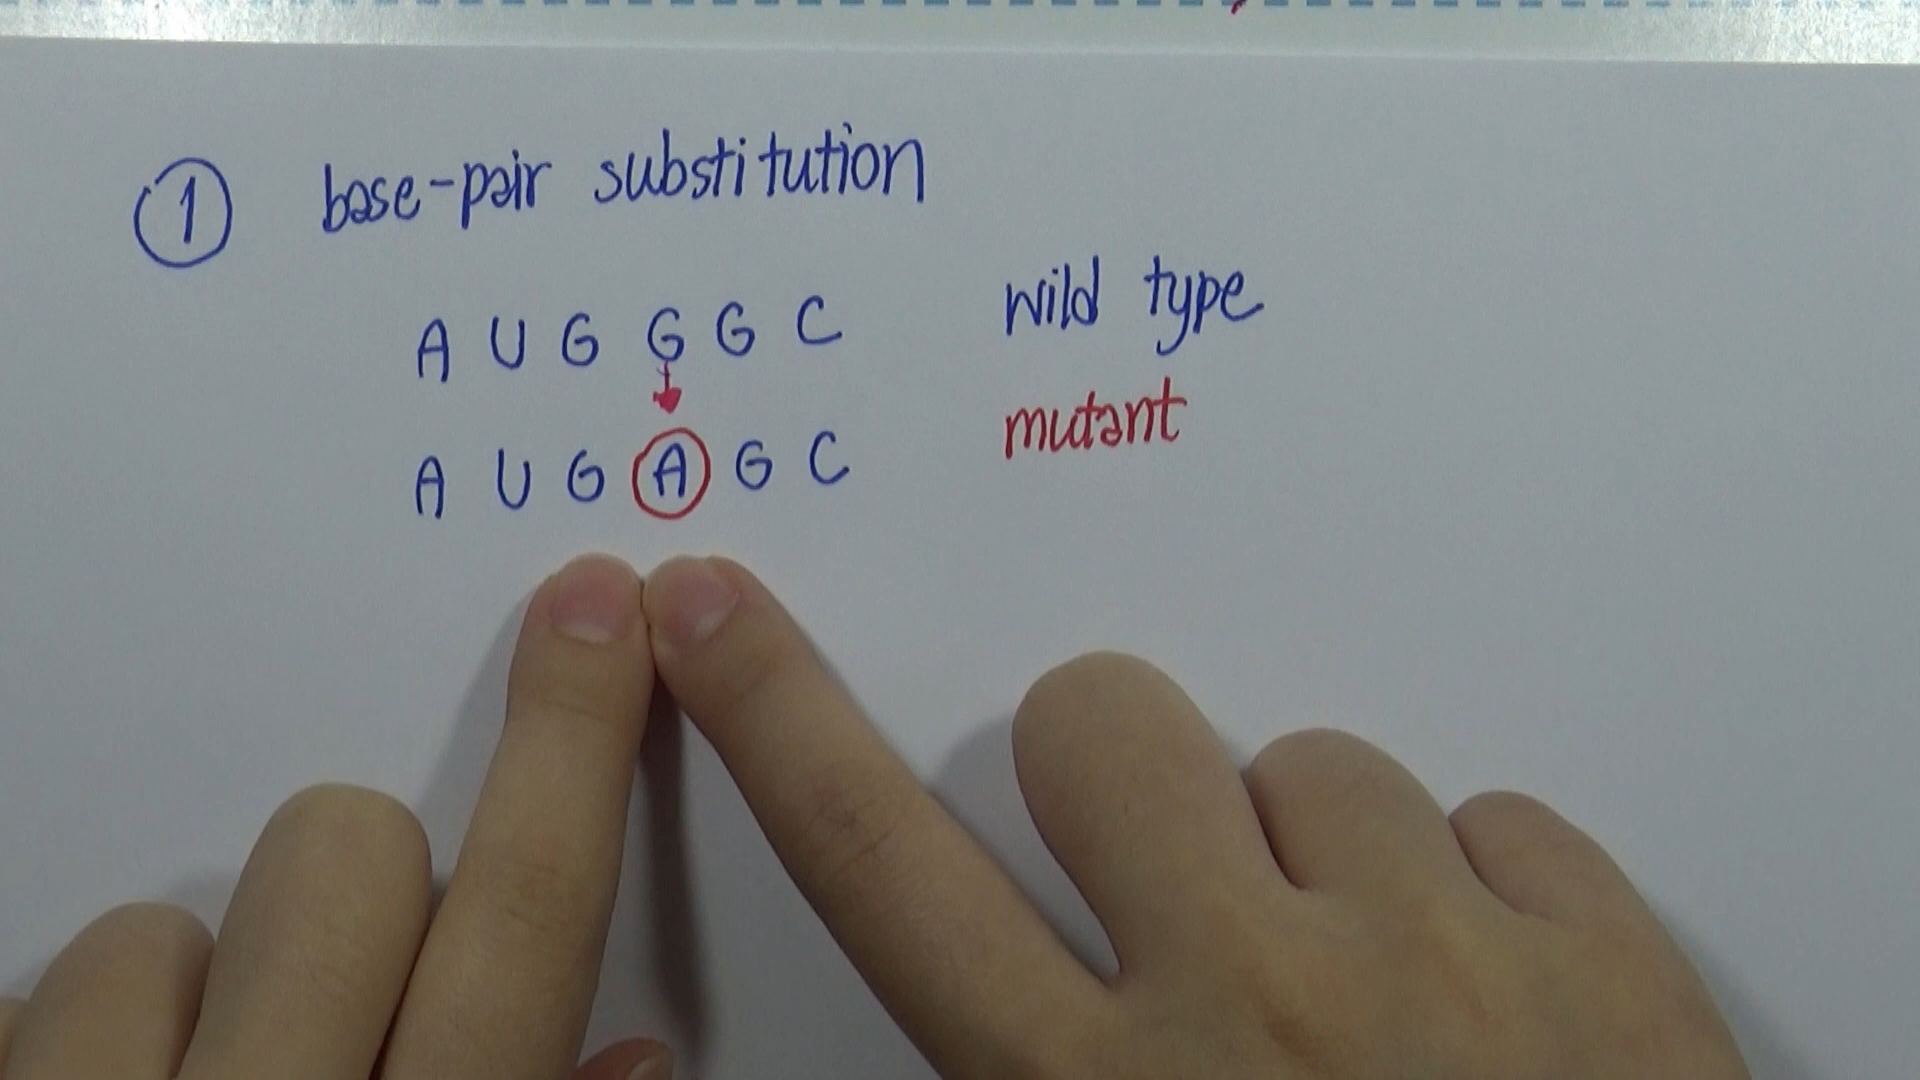 ① base-pair substitution
A U G G G C wild type
A U G A G C mutant